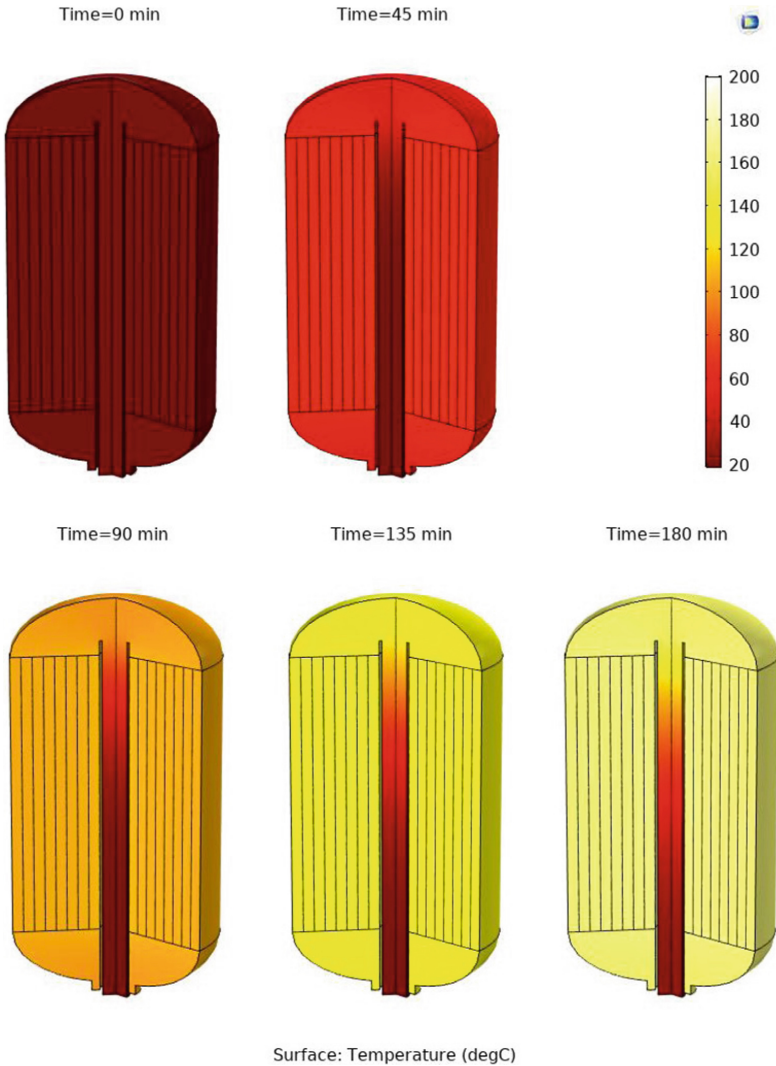 Time=0 min
Time=45 min
200
180
160
140
120
100
80
60
40
20
Time=90 min
Time=135 min
Time=180 min
Surface: Temperature (degC)